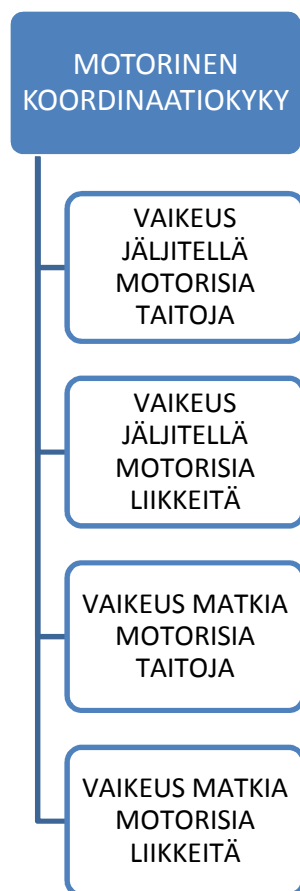 MOTORINEN
KOORDINAATIOKYKY
VAIKEUS
JÄLJITELLÄ
MOTORISIA
TAITOJA
VAIKEUS
JÄLJITELLÄ
MOTORISIA
LIIKKEITÄ
VAIKEUS MATKIA
MOTORISIA
TAITOJA
VAIKEUS MATKIA
MOTORISIA
LIIKKEITÄ